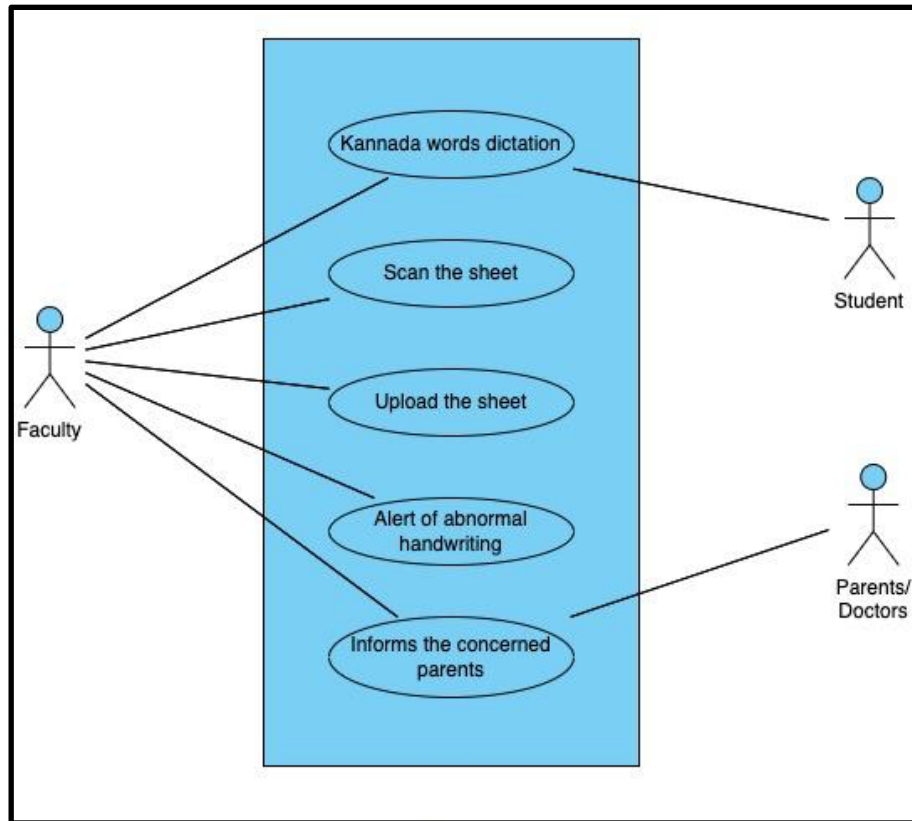 Kannada words dictation
Scan the sheet
Student
Faculty
Upload the sheet
Alert of abnormal
handwriting
Parents/
Doctors
Informs the concerned
parents